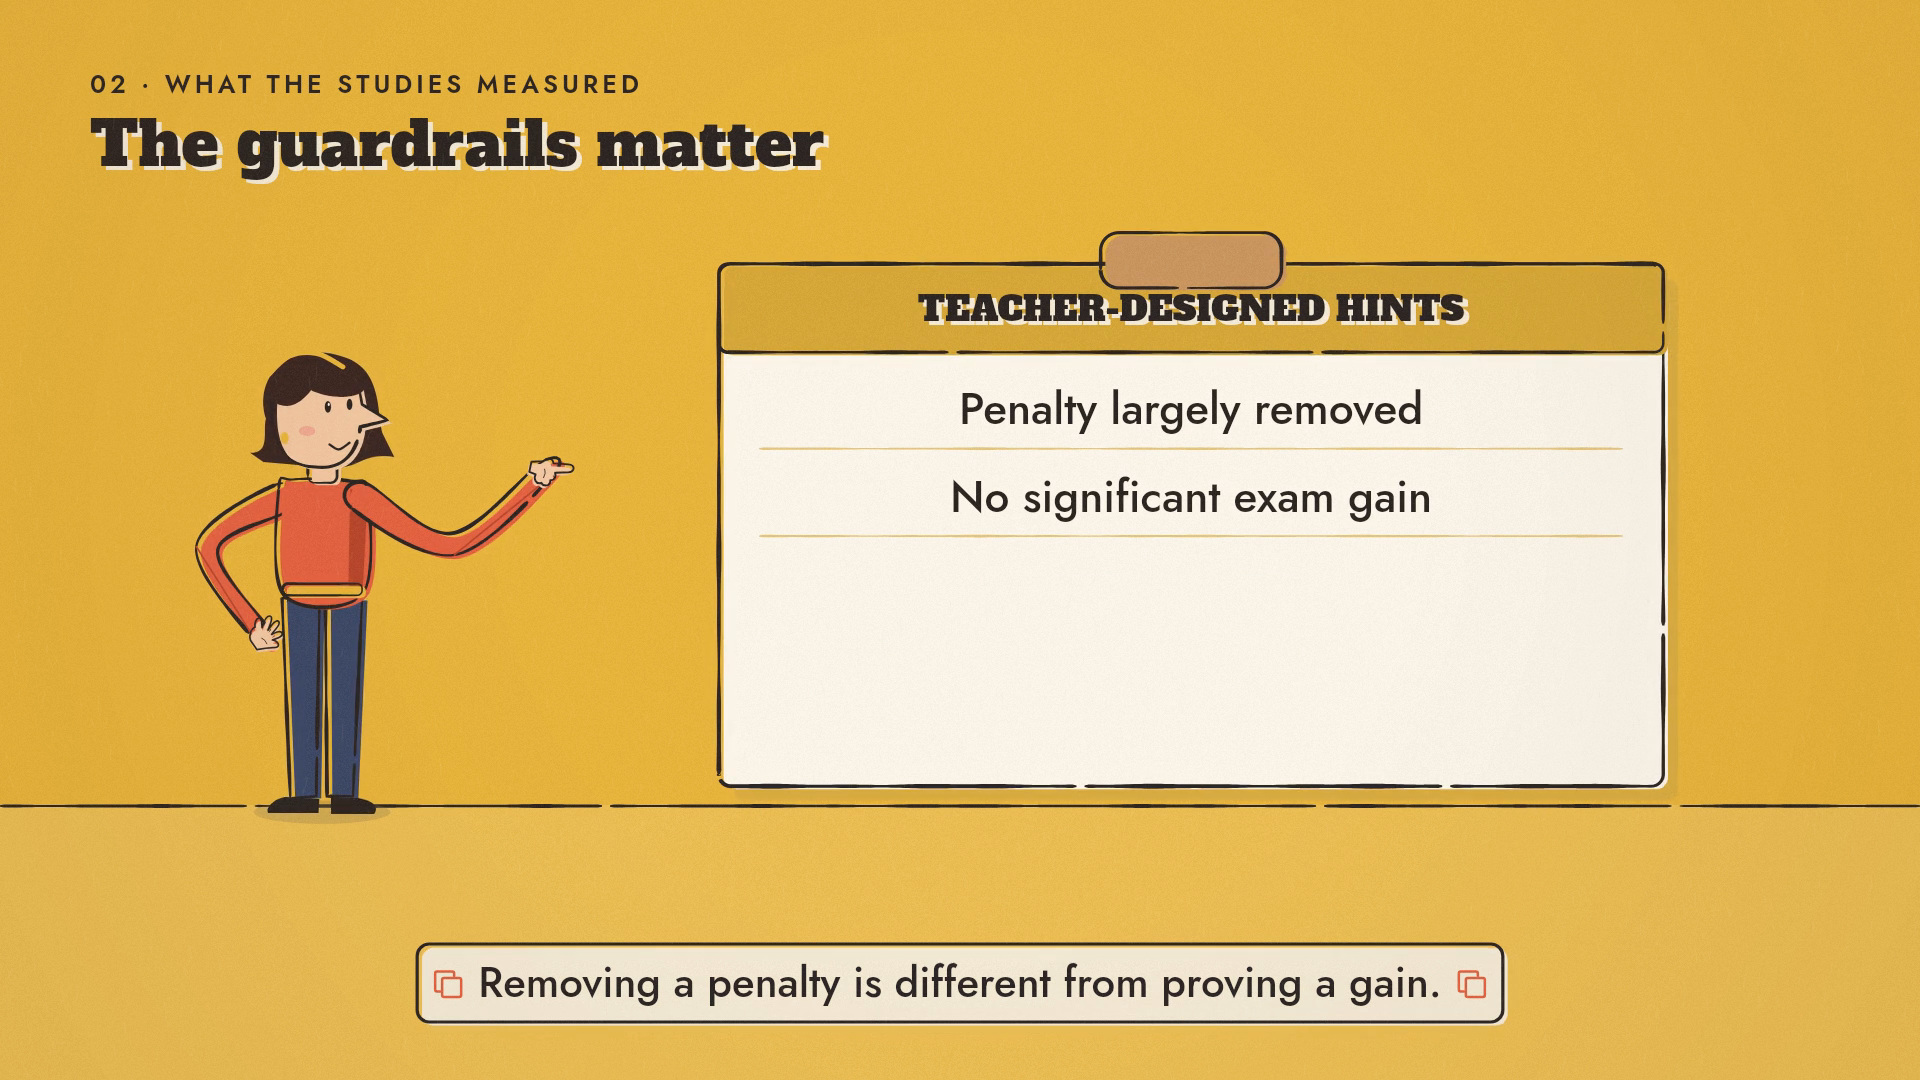 02 · WHAT THE STUDIES MEASURED
The guardrails matter
TEACHER-DESIGNED HINTS
Penalty largely removed
No significant exam gain
Removing a penalty is different from proving a gain.